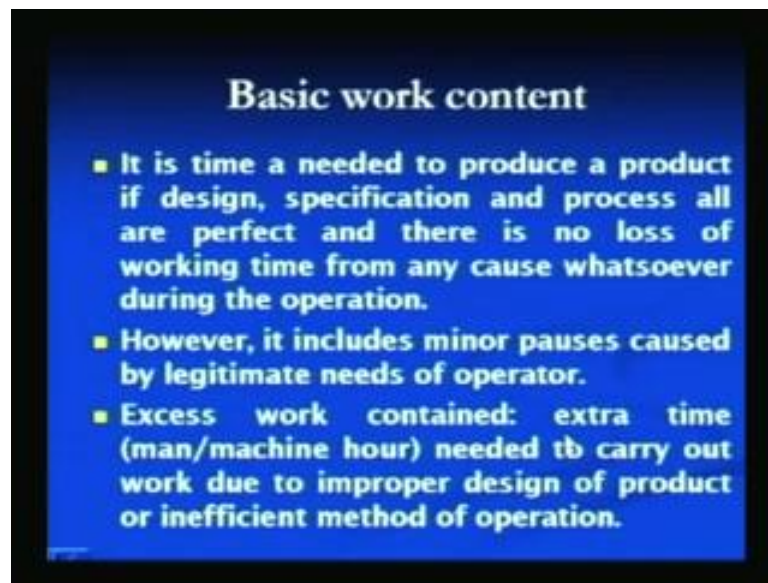 Basic work content
It is time a needed to produce a product
if design, specification and process all
are perfect and there is no loss of
working time from any cause whatsoever
during the operation.
However, it includes minor pauses caused
by legitimate needs of operator.
Excess work contained: extra time
(man/machine hour) needed to carry out
work due to improper design of product
or inefficient method of operation.